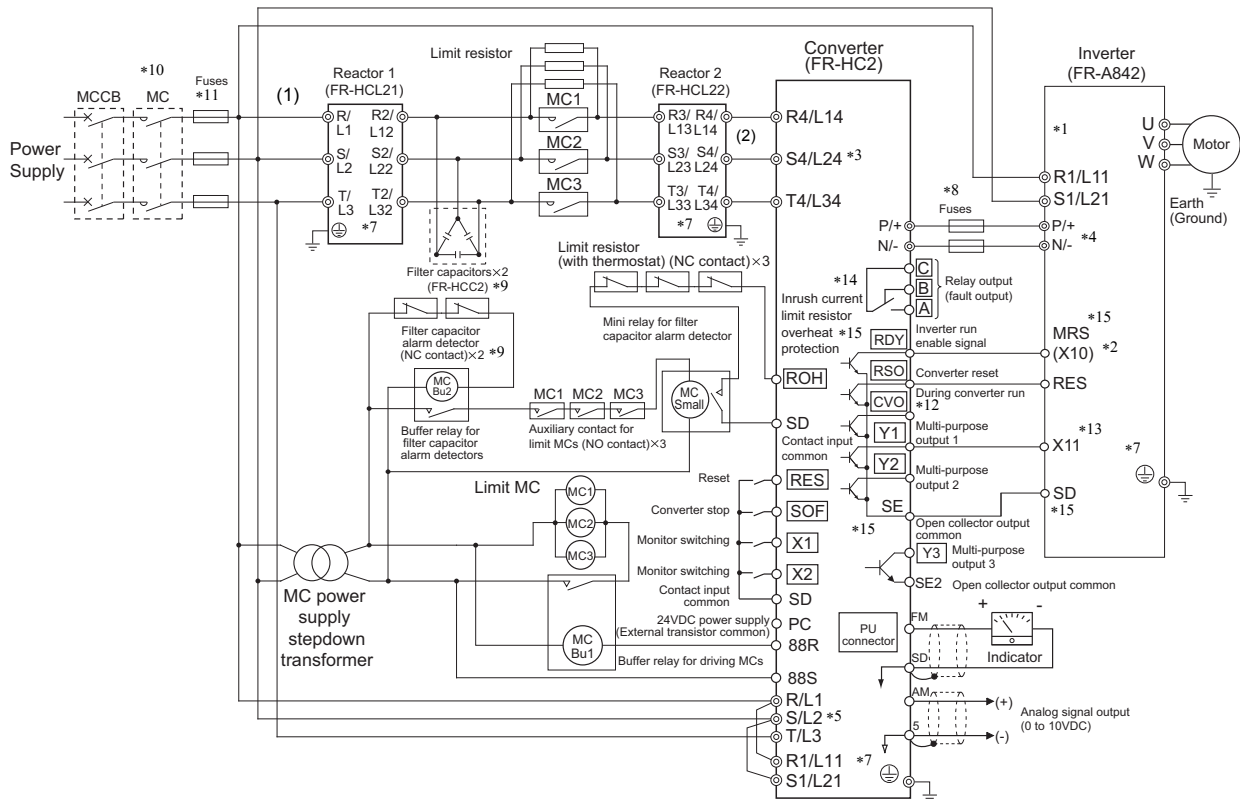 Limit resistor
Converter
(FR-HC2)
Inverter
(FR-A842)
*10
MCCB
MC
Fuses
*11
(1)
Reactor 1
(FR-HCL21)
MC1
Reactor 2
(FR-HCL22)
R/
L1
R2/
L12
R3/
L13
R4/
L14
(2)
R4/L14
*1
U
V
W
Motor
Power
Supply
S/
L2
S2/
L22
MC2
S3/
L23
S4/
L24
S4/L24 *3
T/
L3
T2/
L32
MC3
T3/
L33
T4/
L34
T4/L34
*7
*7
R1/L11
S1/L21
Earth
(Ground)
*8
Fuses
P/+
N/-
P/+
N/-
*4
Filter capacitors×2
(FR-HCC2) *9
Limit resistor
(with thermostat) (NC contact)×3
*14
Inrush current
limit resistor
overheat
protection
C
B
A
Relay output
(fault output)
Filter capacitor
alarm detector
(NC contact)×2 *9
Mini relay for filter
capacitor alarm detector
*15
RDY
Inverter run
enable signal
*15
MRS
(X10) *2
RSO
Converter reset
RES
MC
Bu2
MC1
MC2
MC3
MC
Small
ROH
CVO
During converter run
*12
Buffer relay for
filter capacitor
alarm detectors
Auxiliary contact for
limit MCs (NO contact)×3
SD
Contact input
common
Y1
Multi-purpose
output 1
*13
X11
*7
Y2
Multi-purpose
output 2
Limit MC
Reset
RES
SE
SD
*15
MC1
Converter stop
SOF
*15
Open collector output
common
MC2
Monitor switching
X1
Y3
Multi-purpose
output 3
MC3
Monitor switching
X2
SE2
Open collector output common
Contact input
common
SD
MC power
supply
stepdown
transformer
24VDC power supply
(External transistor common)
PC
PU
connector
FM
+
-
Indicator
MC
Bu1
88R
Buffer relay for driving MCs
SD
88S
R/L1
AM
(+)
S/L2 *5
Analog signal output
(0 to 10VDC)
T/L3
5
(-)
R1/L11
*7
S1/L21